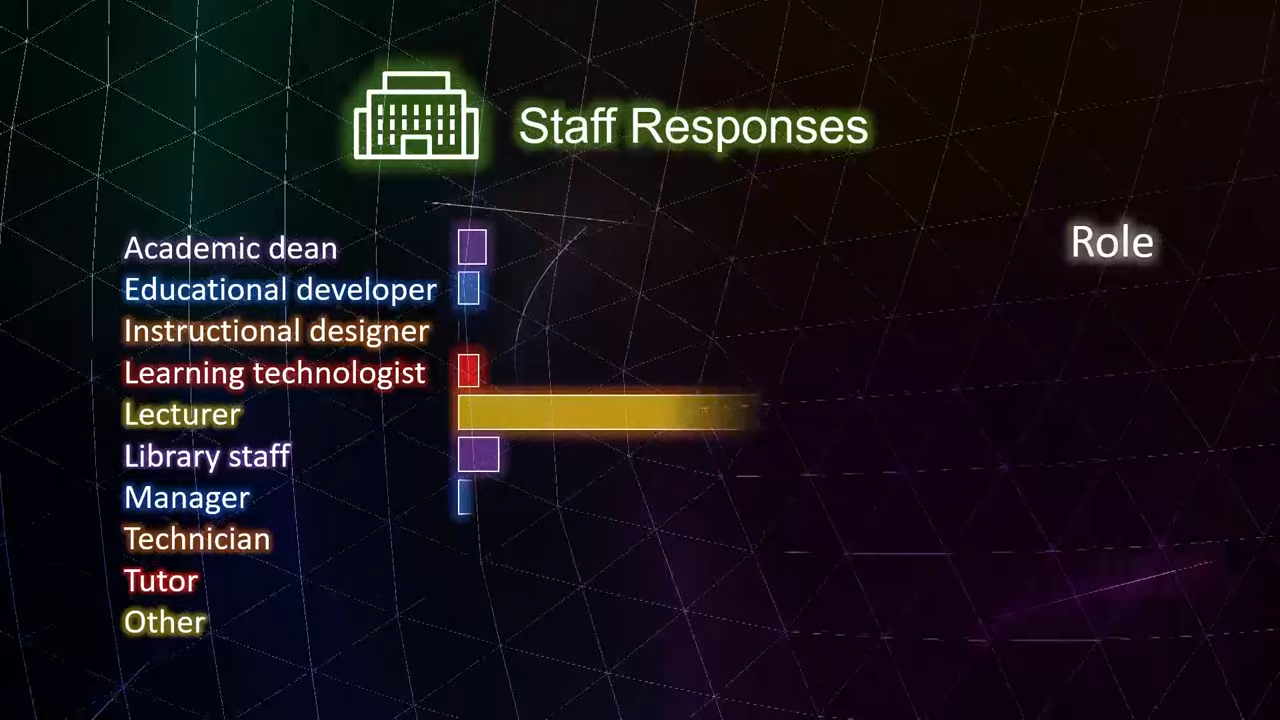 Staff Responses
Role
Academic dean
Educational developer
Instructional designer
Learning technologist
Lecturer
Library staff
Manager
Technician
Tutor
Other